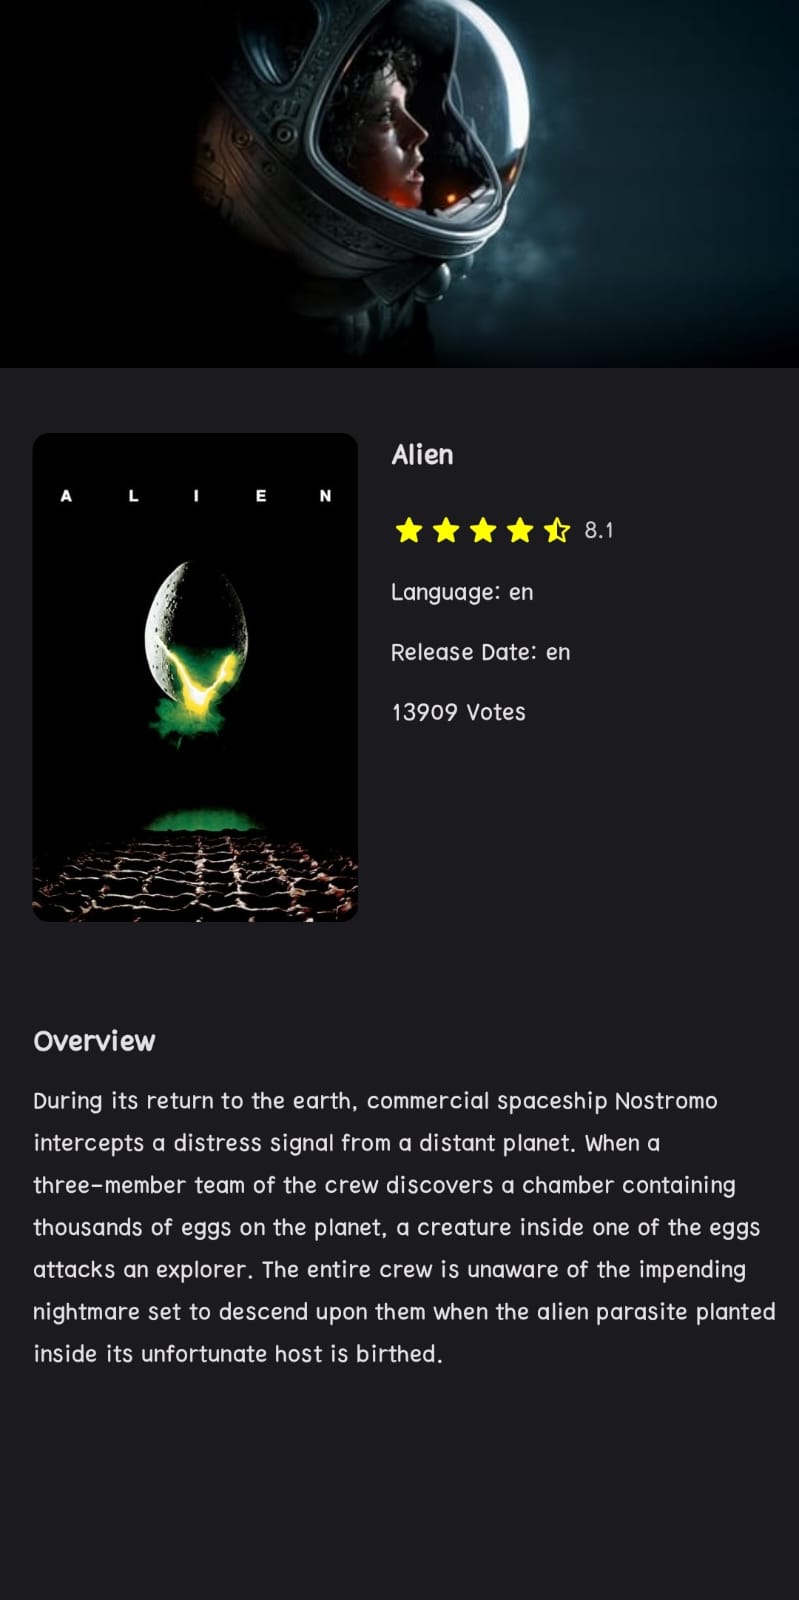 A L I E N
Alien
8.1
Language: en
Release Date: en
13909 Votes
Overview
During its return to the earth, commercial spaceship Nostromo
intercepts a distress signal from a distant planet. When a
three-member team of the crew discovers a chamber containing
thousands of eggs on the planet, a creature inside one of the eggs
attacks an explorer. The entire crew is unaware of the impending
nightmare set to descend upon them when the alien parasite planted
inside its unfortunate host is birthed.